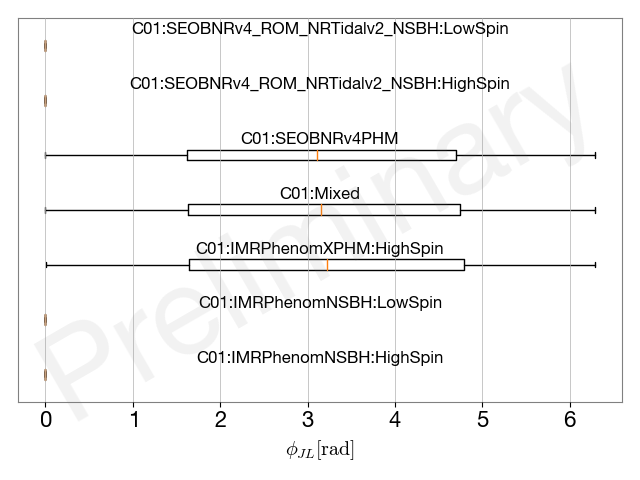 C01:SEOBNRv4_ROM_NRTidalv2_NSBH:LowSpin
C01:SEOBNRv4_ROM_NRTidalv2_NSBH:HighSpin
C01:SEOBNRv4PHM
C01:Mixed
C01:IMRPhenomXPHM:HighSpin
C01:IMRPhenomNSBH:LowSpin
C01:IMRPhenomNSBH:HighSpin
Preliminary
0 1 2 3 4 5 6
ϕ_JL[rad]